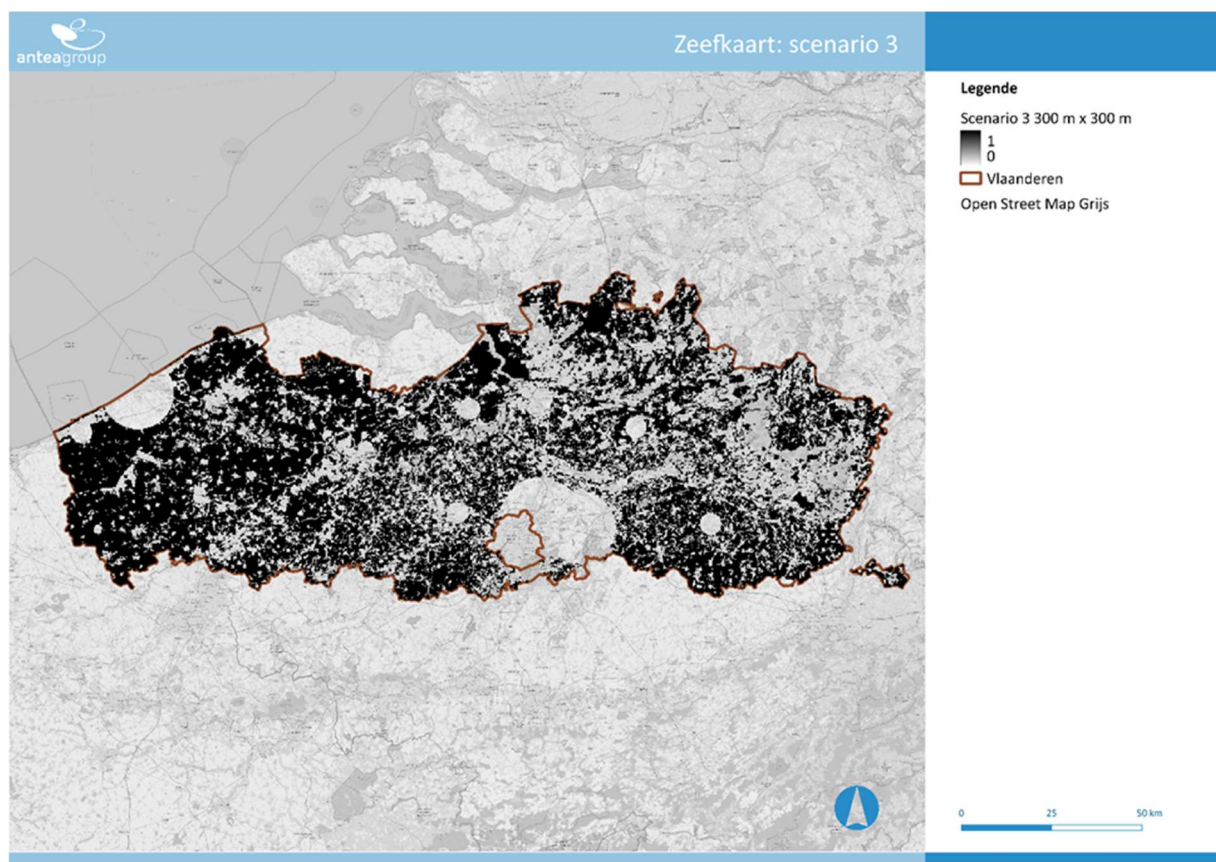 anteagroup
Zeefkaart: scenario 3
Legende
Scenario 3 300 m x 300 m
1
0
Vlaanderen
Open Street Map Grijs
0 25 50 km